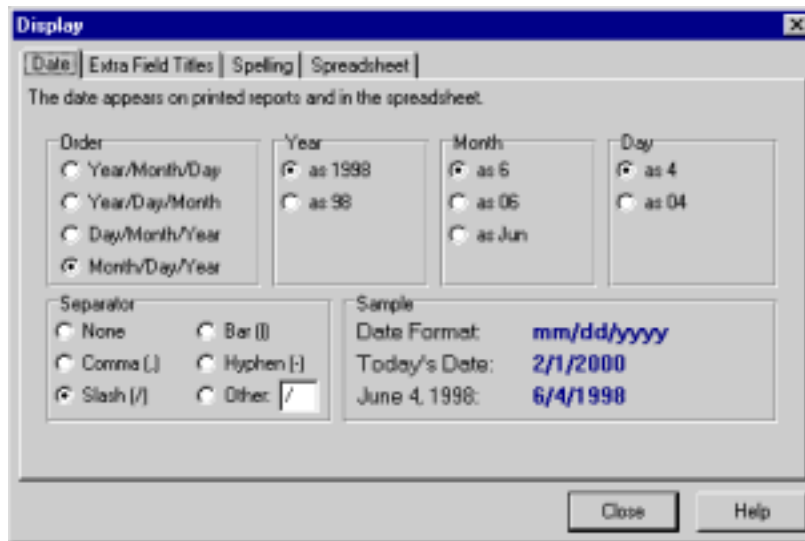 Display
Date Extra Field Titles Spelling Spreadsheet
The date appears on printed reports and in the spreadsheet.
Order
Year/Month/Day
Year/Day/Month
Day/Month/Year
Month/Day/Year
Year
as 1998
as 98
Month
as 6
as 06
as Jun
Day
as 4
as 04
Separator
None Bar (|)
Comma (,) Hyphen (-)
Slash (/) Other: /
Sample
Date Format: mm/dd/yyyy
Today's Date: 2/1/2000
June 4, 1998: 6/4/1998
Close Help